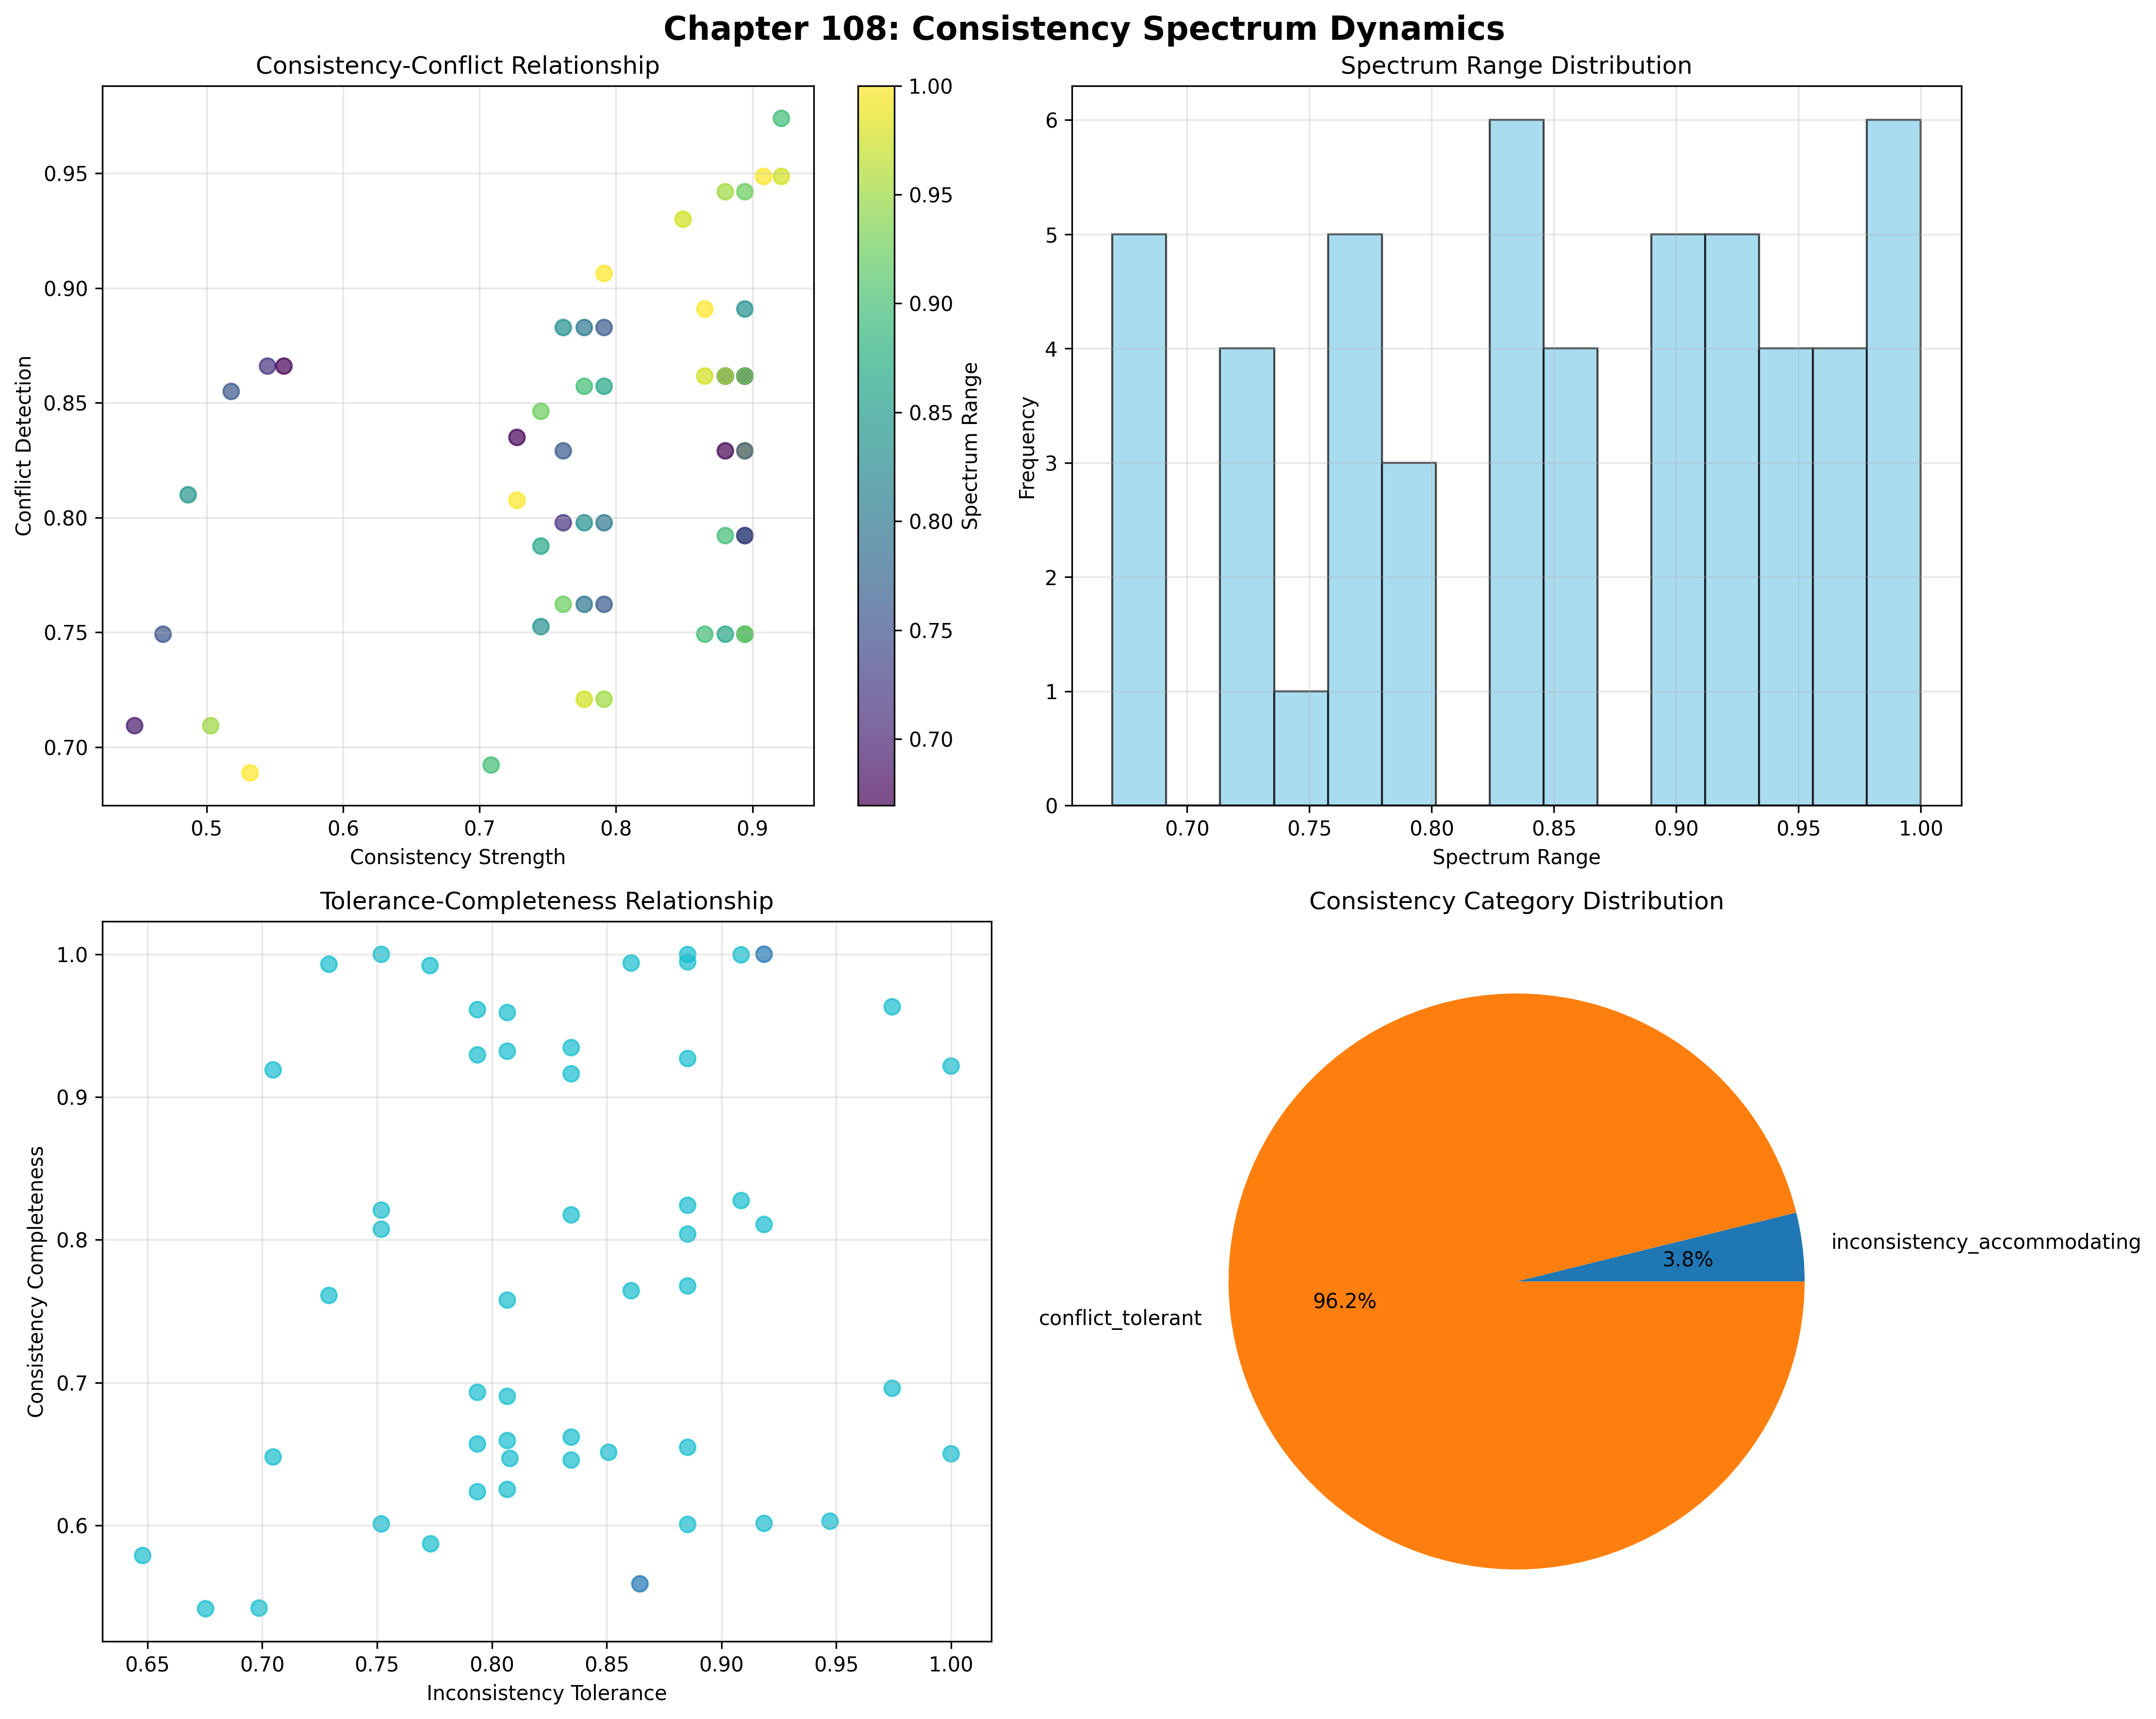 Chapter 108: Consistency Spectrum Dynamics
Consistency-Conflict Relationship
Conflict Detection
0.95
0.90
0.85
0.80
0.75
0.70
0.5 0.6 0.7 0.8 0.9
Consistency Strength
1.00
0.95
0.90
0.85
0.80
0.75
0.70
Spectrum Range
Spectrum Range Distribution
Frequency
6
5
4
3
2
1
0
0.70 0.75 0.80 0.85 0.90 0.95 1.00
Spectrum Range
Tolerance-Completeness Relationship
Consistency Completeness
1.0
0.9
0.8
0.7
0.6
0.65 0.70 0.75 0.80 0.85 0.90 0.95 1.00
Inconsistency Tolerance
Consistency Category Distribution
inconsistency_accommodating
3.8%
96.2%
conflict_tolerant